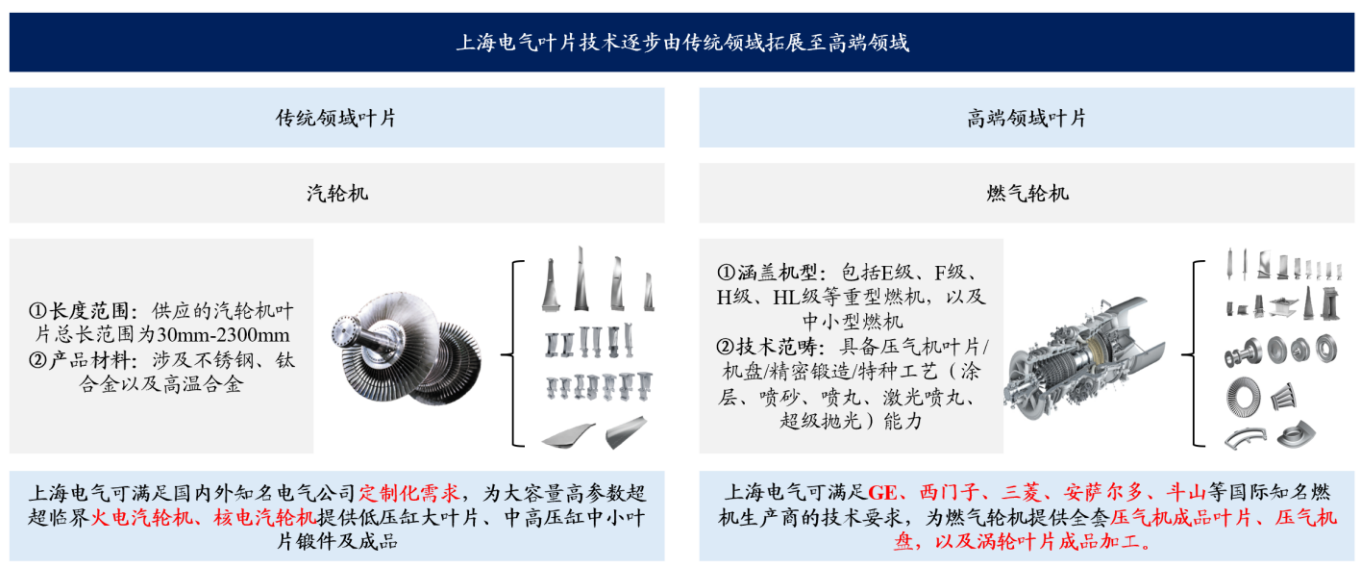 上海电气叶片技术逐步由传统领域拓展至高端领域
传统领域叶片
汽轮机
①长度范围：供应的汽轮机叶
片总长范围为30mm-2300mm
②产品材料：涉及不锈钢、钛
合金以及高温合金
上海电气可满足国内外知名电气公司定制化需求，为大容量高参数超
超临界火电汽轮机、核电汽轮机提供低压缸大叶片、中高压缸中小叶
片锻件及成品
高端领域叶片
燃气轮机
①涵盖机型：包括E级、F级、
H级、HL级等重型燃机，以及
中小型燃机
②技术范畴：具备压气机叶片/
机盘/精密锻造/特种工艺（涂
层、喷砂、喷丸、激光喷丸、
超级抛光）能力
上海电气可满足GE、西门子、三菱、安萨尔多、斗山等国际知名燃
机生产商的技术要求，为燃气轮机提供全套压气机成品叶片、压气机
盘，以及涡轮叶片成品加工。